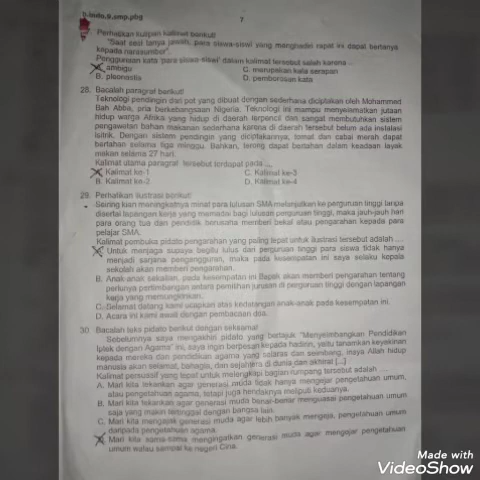 B.Indo.9.smp.pbg
7
Perhatikan kutipan kalimat berikut!
"Saat sesi tanya jawab, para siswa-siswi yang menghadiri rapat ini dapat bertanya
kepada narasumber".
Penggunaan kata 'para siswa-siswi' dalam kalimat tersebut salah karena ...
A. ambigu
C. merupakan kata serapan
B. pleonastis
D. pemborosan kata
28. Bacalah paragraf berikut!
Teknologi pendingin dari pot yang dibuat dengan sederhana diciptakan oleh Mohammed
Bah Abba, pria berkebangsaan Nigeria. Teknologi ini mampu menyelamatkan jutaan
hidup warga Afrika yang hidup di daerah terpencil dan sangat membutuhkan sistem
pengawetan bahan makanan sederhana karena di daerah tersebut belum ada instalasi
listrik. Dengan sistem pendingin yang diciptakannya, tomat dan cabai merah dapat
bertahan selama tiga minggu. Bahkan, terong dapat bertahan dalam keadaan layak
makan selama 27 hari.
Kalimat utama paragraf tersebut terdapat pada ...
A. Kalimat ke-1
C. Kalimat ke-3
B. Kalimat ke-2
D. Kalimat ke-4
29. Perhatikan ilustrasi berikut!
Seiring kian meningkatnya minat para lulusan SMA melanjutkan ke perguruan tinggi tanpa
disertai lapangan kerja yang memadai bagi lulusan perguruan tinggi, maka jauh-jauh hari
para orang tua dan pendidik berusaha memberi bekal atau pengarahan kepada para
pelajar SMA.
Kalimat pembuka pidato pengarahan yang paling tepat untuk ilustrasi tersebut adalah ....
A. Untuk menjaga supaya begitu lulus dari perguruan tinggi para siswa tidak hanya
menjadi sarjana pengangguran, maka pada kesempatan ini saya selaku kepala
sekolah akan memberi pengarahan.
B. Anak-anak sekalian, pada kesempatan ini Bapak akan memberi pengarahan tentang
perlunya pertimbangan antara pemilihan jurusan di perguruan tinggi dengan lapangan
kerja yang memungkinkan.
C. Selamat datang kami ucapkan atas kedatangan anak-anak pada kesempatan ini.
D. Acara ini kami awali dengan pembacaan doa.
30. Bacalah teks pidato berikut dengan seksama!
Sebelumnya saya mengakhiri pidato yang bertajuk "Menyeimbangkan Pendidikan
Iptek dengan Agama" ini, saya ingin berpesan kepada hadirin, yaitu tanamkan keyakinan
kepada mereka dan pendidikan agama yang selaras dan seimbang, insya Allah hidup
manusia akan selamat, bahagia, dan sejahtera di dunia dan akhirat [...]
Kalimat persuasif yang tepat untuk melengkapi bagian rumpang tersebut adalah ....
A. Mari kita tekankan agar generasi muda tidak hanya mengejar pengetahuan umum,
atau pengetahuan agama, tetapi juga hendaknya meliputi keduanya.
B. Mari kita tekankan agar generasi muda benar-benar menguasai pengetahuan umum
saja yang makin tertinggal dengan bangsa lain.
C. Mari kita mengajak generasi muda agar lebih banyak mengejar pengetahuan umum
daripada pengetahuan agama.
Mari kita sama-sama mengingatkan generasi muda agar mengejar pengetahuan
umum walau sampai ke negeri Cina.
Made with
VideoShow